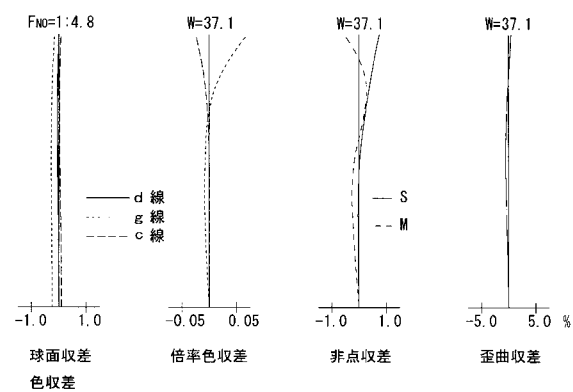 FNO=1:4.8
W=37.1
W=37.1
W=37.1
d 線
g 線
c 線
S
M
-1.0 1.0
-0.05 0.05
-1.0 1.0
-5.0 5.0 %
球面収差
色収差
倍率色収差
非点収差
歪曲収差